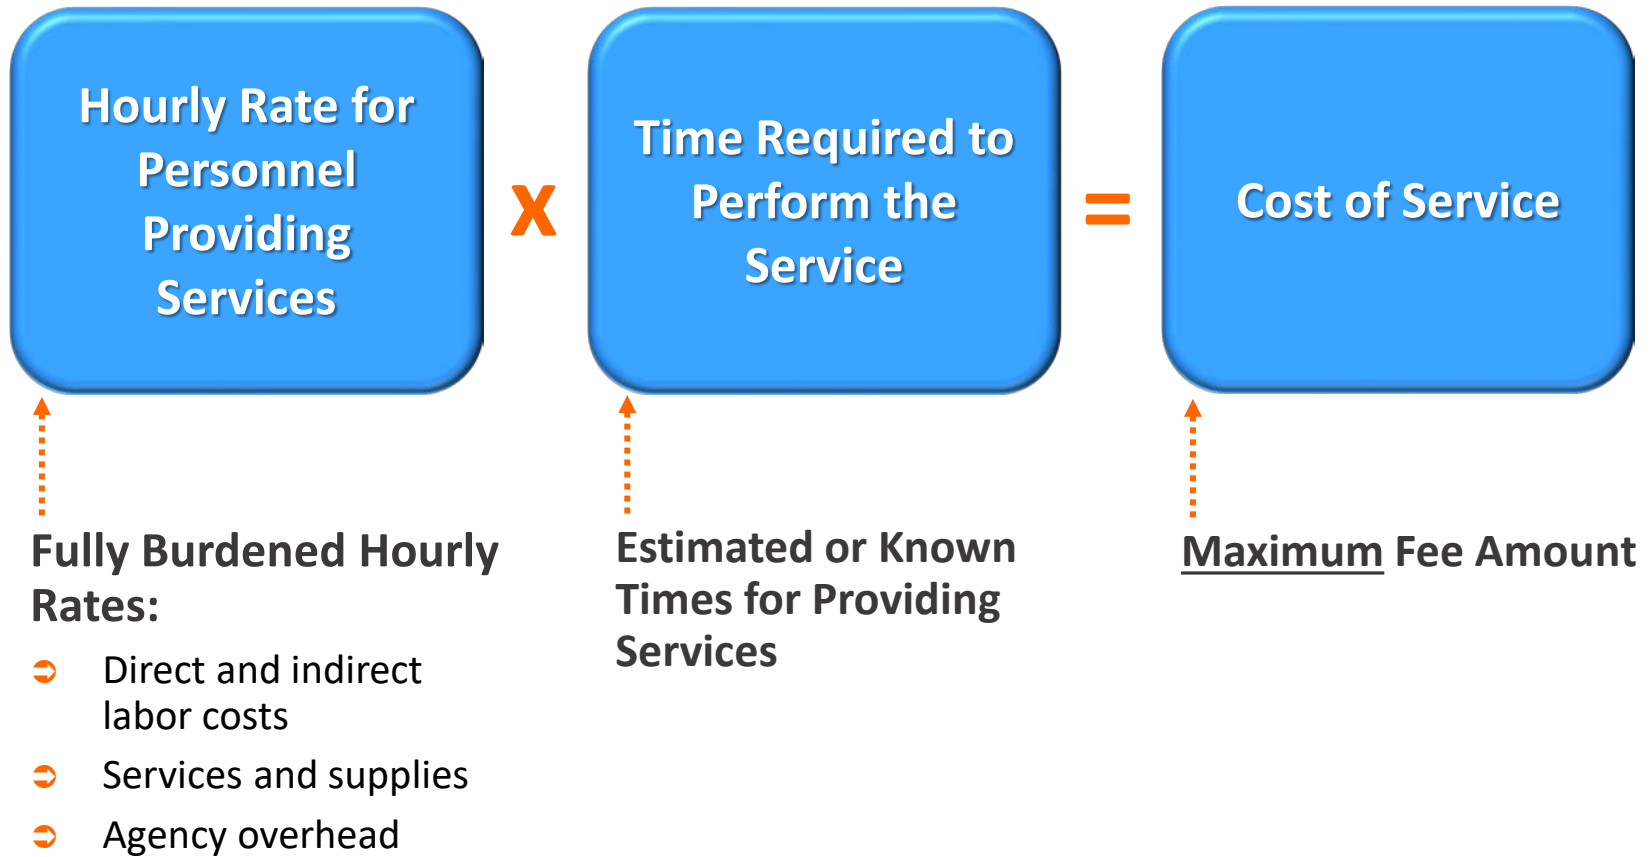 Hourly Rate for
Personnel
Providing
Services
x
Time Required to
Perform the
Service
=
Cost of Service
Fully Burdened Hourly
Rates:
Direct and indirect
labor costs
Services and supplies
Agency overhead
Estimated or Known
Times for Providing
Services
Maximum Fee Amount